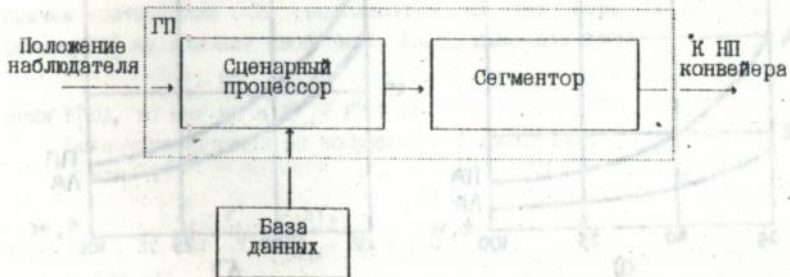 ГП
Положение
наблюдателя
Сценарный
процессор
Сегментор
К НП
конвейера
База
данных